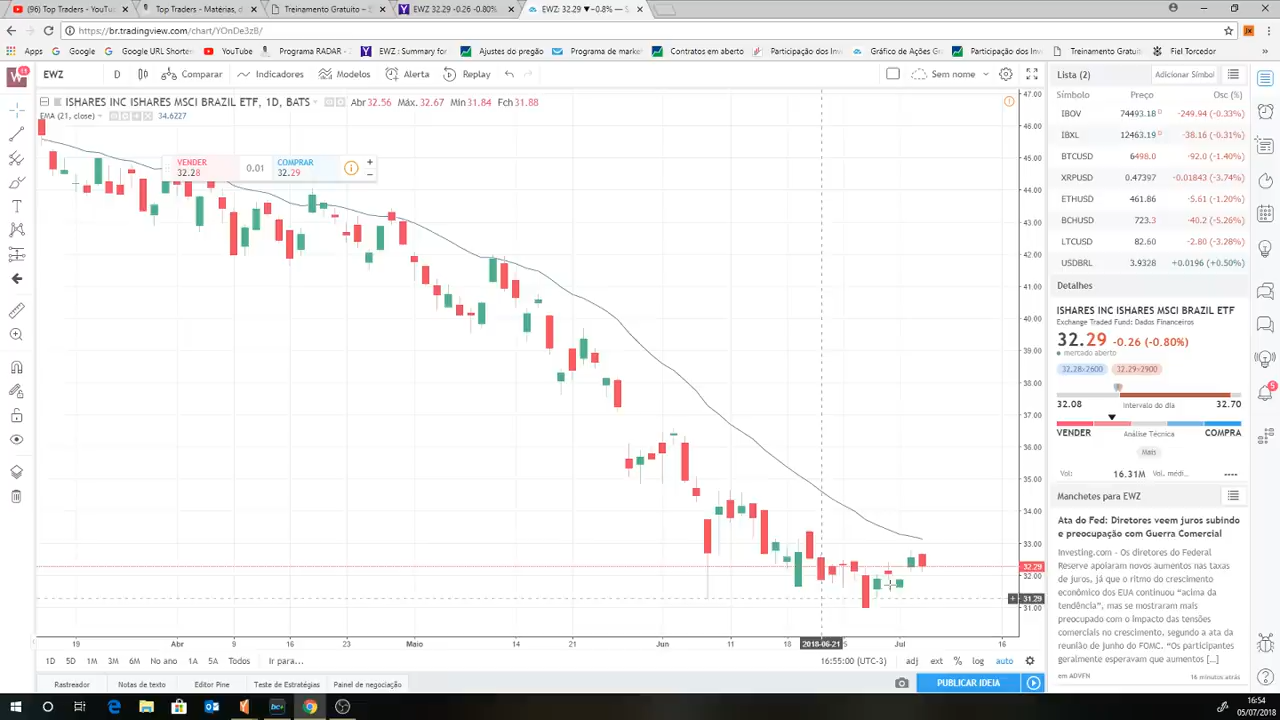 (96) Top Traders - YouTub
Top Traders - Matérias, d
Treinamento Gratuito – E
EWZ 32.29 -0.26 -0.80%
EWZ: 32.29 ▼−0.8% — S
https://br.tradingview.com/chart/YOnDe3zB/
Apps
Google
Google URL Shorten
YouTube
Programa RADAR -
EWZ : Summary for
Ajustes do pregão
Programa de marke
Contratos em aberto
Participação dos Inv
Gráfico de Ações Gr
Participação dos Inv
Treinamento Gratuit
Fiel Torcedor
EWZ
D
Comparar
Indicadores
Modelos
Alerta
Replay
Sem nome
ISHARES INC ISHARES MSCI BRAZIL ETF, 1D, BATS
Abr 32.56 Máx. 32.67 Mín 31.84 Fch 31.88
EMA (21, close)
34.6227
VENDER
32.28
0.01
COMPRAR
32.29
47.00
46.00
45.00
44.00
43.00
42.00
41.00
40.00
39.00
38.00
37.00
36.00
35.00
34.00
33.00
32.29
32.00
31.29
31.00
19
Abr
9
16
23
Maio
14
21
Jun
11
18
2018-06-21
5
Jul
16
1D 5D 1M 3M 6M No ano 1A 5A Todos
Ir para...
16:55:00 (UTC-3)
adj ext % log auto
Rastreador
Notas de texto
Editor Pine
Teste de Estratégias
Painel de negociação
PUBLICAR IDEIA
Lista (2)
Adicionar Símbol
Símbolo Preço Osc (%)
IBOV 74493.18 D -249.94 (-0.33%)
IBXL 12463.19 D -38.16 (-0.31%)
BTCUSD 6498.0 -92.0 (-1.40%)
XRPUSD 0.47397 -0.01843 (-3.74%)
ETHUSD 461.86 -5.61 (-1.20%)
BCHUSD 723.3 -40.2 (-5.26%)
LTCUSD 82.60 -2.80 (-3.28%)
USDBRL 3.9328 +0.0196 (+0.50%)
Detalhes
ISHARES INC ISHARES MSCI BRAZIL ETF
Exchange Traded Fund: Dados Financeiros
32.29 -0.26 (-0.80%)
mercado aberto
32.28×2600
32.29×2900
32.08 Intervalo do dia 32.70
VENDER Análise Técnica COMPRA
Mais
Vol: 16.31M Vol. médi... ----
Manchetes para EWZ
Ata do Fed: Diretores veem juros subindo
e preocupação com Guerra Comercial
Investing.com - Os diretores do Federal
Reserve apoiaram novos aumentos nas taxas
de juros, já que o ritmo do crescimento
econômico dos EUA continuou “acima da
tendência”, mas se mostraram mais
preocupado com o impacto das tensões
comerciais no crescimento, segundo a ata da
reunião de junho do FOMC. “Os participantes
geralmente esperavam que aumentos [...]
em ADVFN
14 minutos atrás
5
16:54
05/07/2018